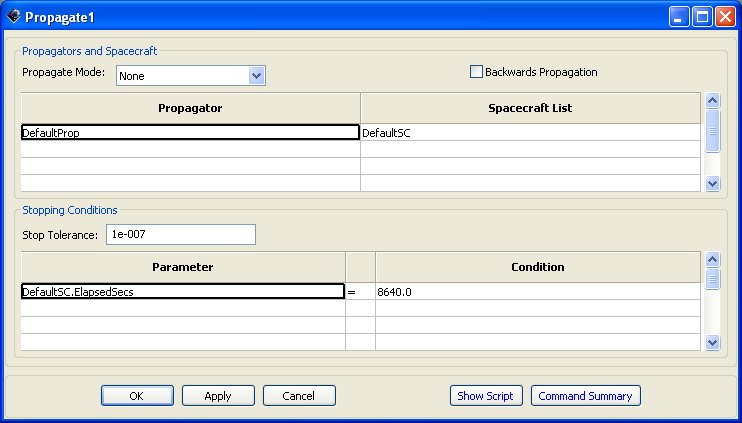 Propagate1
Propagators and Spacecraft
Propagate Mode: None Backwards Propagation
Propagator Spacecraft List
DefaultProp DefaultSC
Stopping Conditions
Stop Tolerance: 1e-007
Parameter Condition
DefaultSC.ElapsedSecs = 8640.0
OK Apply Cancel Show Script Command Summary